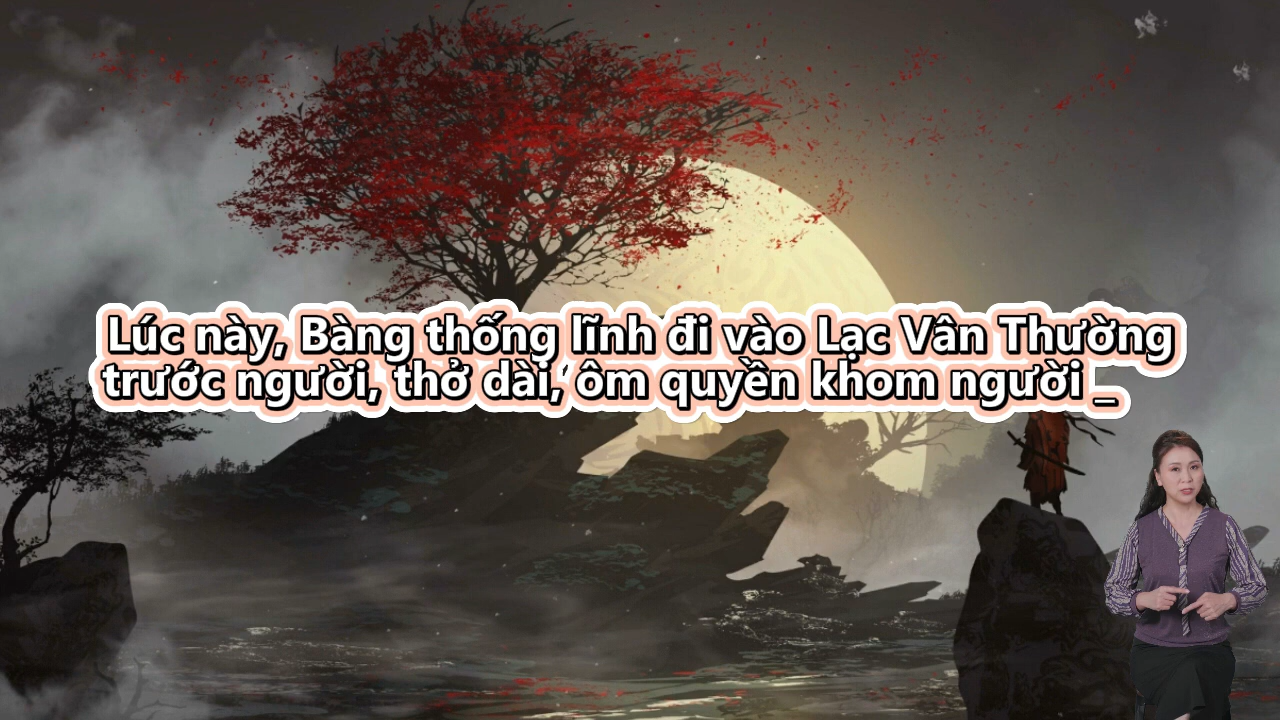 Lúc này, Bàng thống lĩnh đi vào Lạc Vân Thường
trước người, thở dài, ôm quyền khom người _